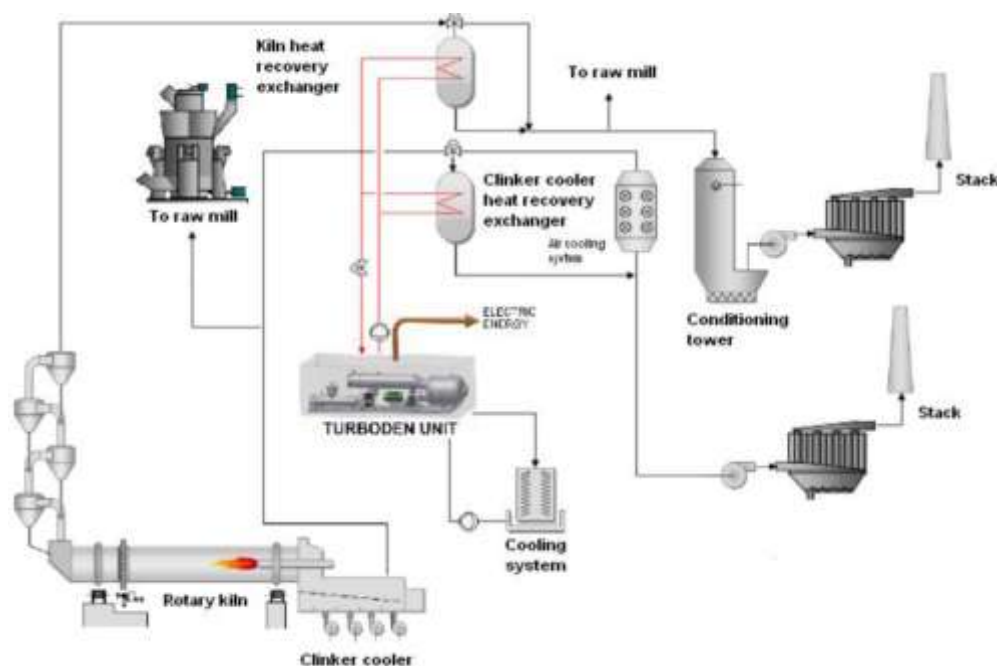 Kiln heat
recovery
exchanger
To raw mill
To raw mill
Clinker cooler
heat recovery
exchanger
Air cooling
system
Stack
Conditioning
tower
ELECTRIC
ENERGY
TURBODEN UNIT
Stack
Cooling
system
Rotary kiln
Clinker cooler